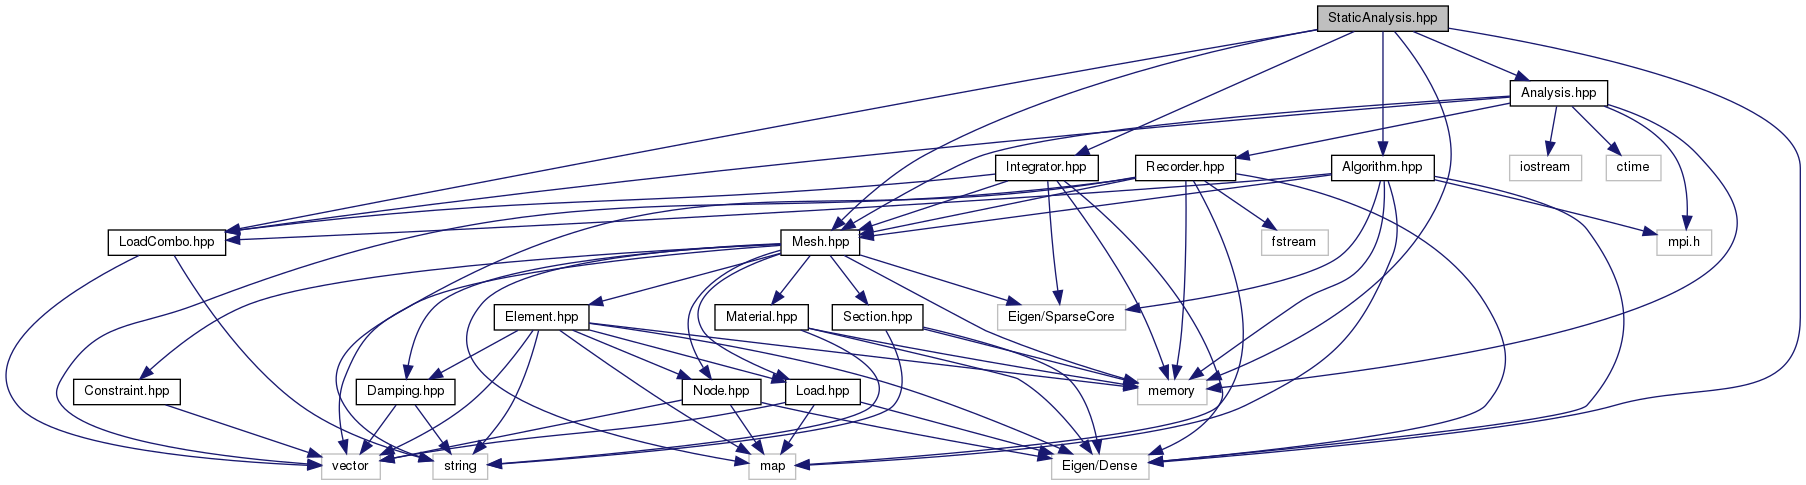 StaticAnalysis.hpp
Analysis.hpp
Integrator.hpp
Recorder.hpp
Algorithm.hpp
iostream
ctime
LoadCombo.hpp
Mesh.hpp
fstream
mpi.h
Element.hpp
Material.hpp
Section.hpp
Eigen/SparseCore
Constraint.hpp
Damping.hpp
Node.hpp
Load.hpp
memory
vector
string
map
Eigen/Dense